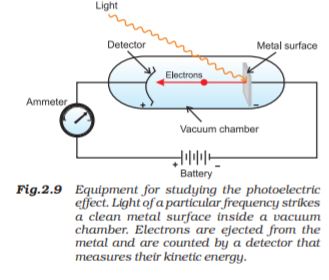 Light
Detector
Metal surface
Electrons
Ammeter
+
-
Vacuum chamber
+
-
Battery
Fig.2.9 Equipment for studying the photoelectric
effect. Light of a particular frequency strikes
a clean metal surface inside a vacuum
chamber. Electrons are ejected from the
metal and are counted by a detector that
measures their kinetic energy.